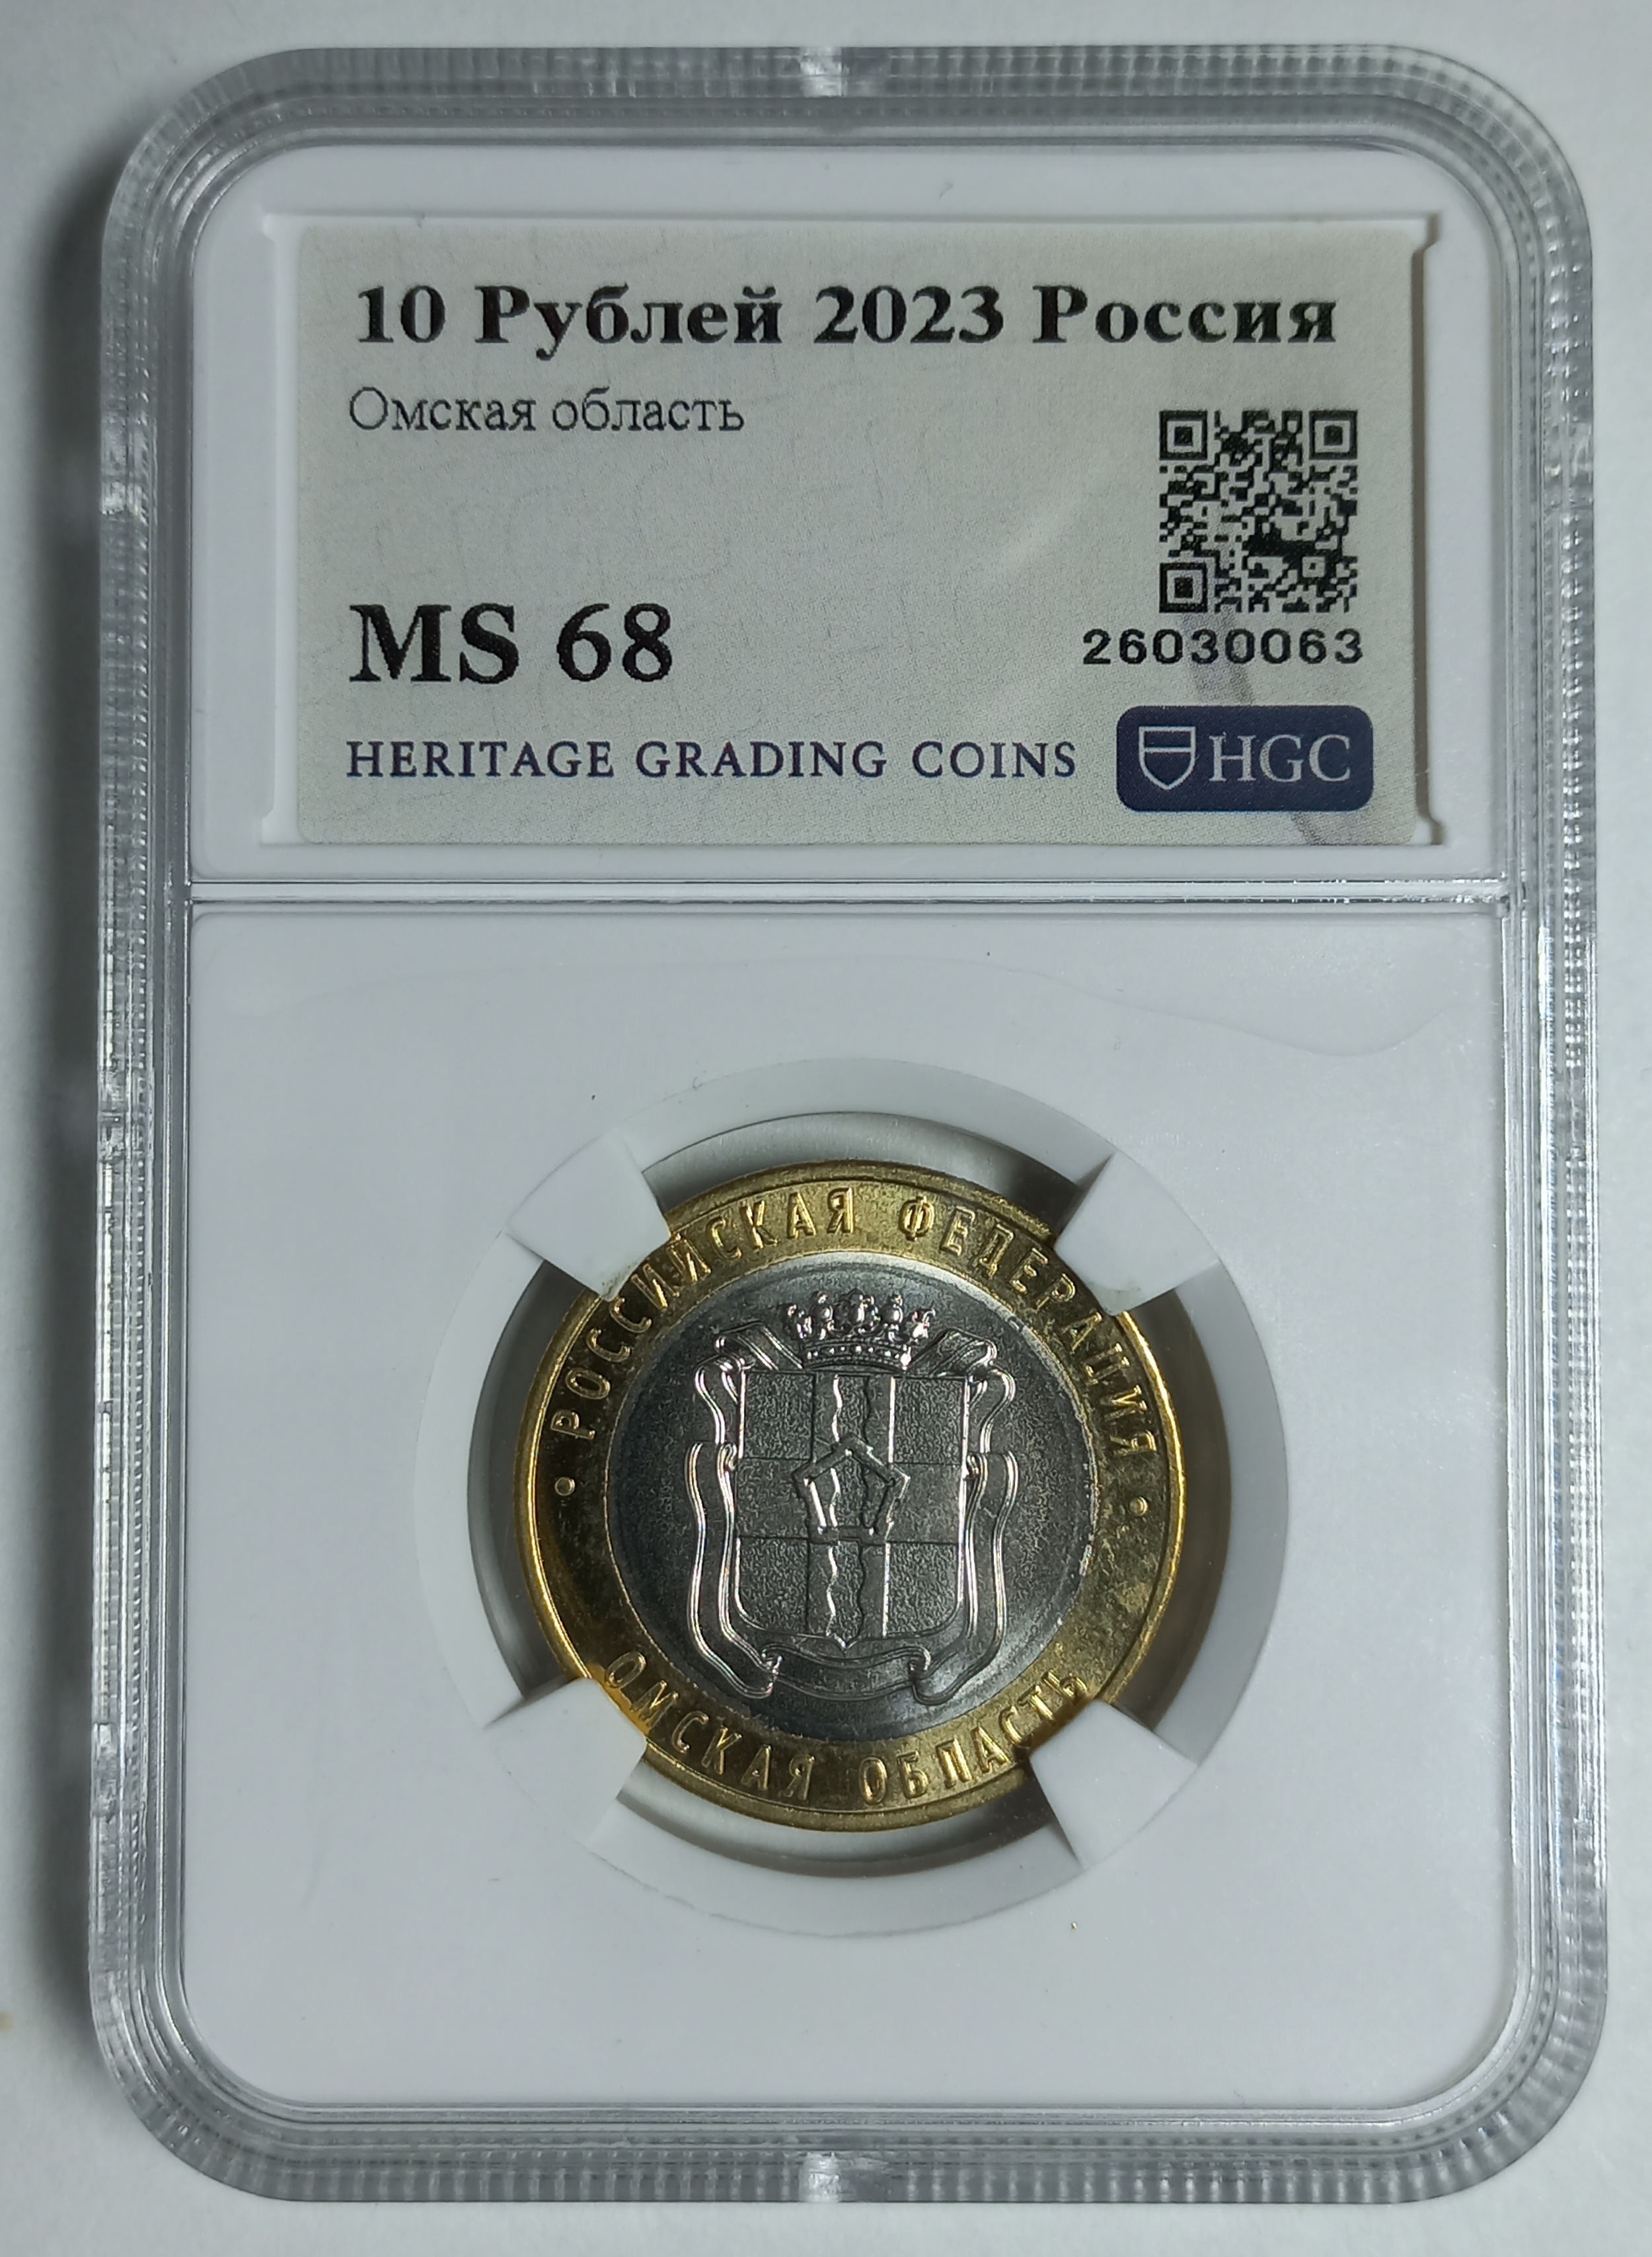 10 Рублей 2023 Россия
Омская область
MS 68
26030063
HERITAGE GRADING COINS
HGC
• РОССИЙСКАЯ ФЕДЕРАЦИЯ •
ОМСКАЯ ОБЛАСТЬ